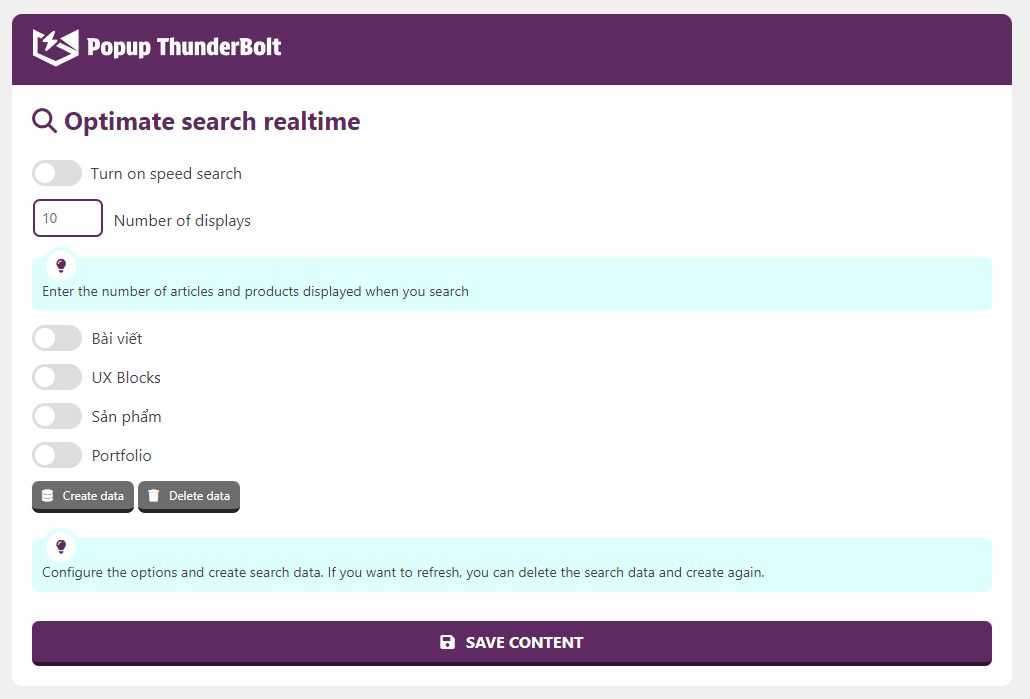 Popup ThunderBolt
Optimate search realtime
Turn on speed search
10 Number of displays
Enter the number of articles and products displayed when you search
Bài viết
UX Blocks
Sản phẩm
Portfolio
Create data Delete data
Configure the options and create search data. If you want to refresh, you can delete the search data and create again.
SAVE CONTENT